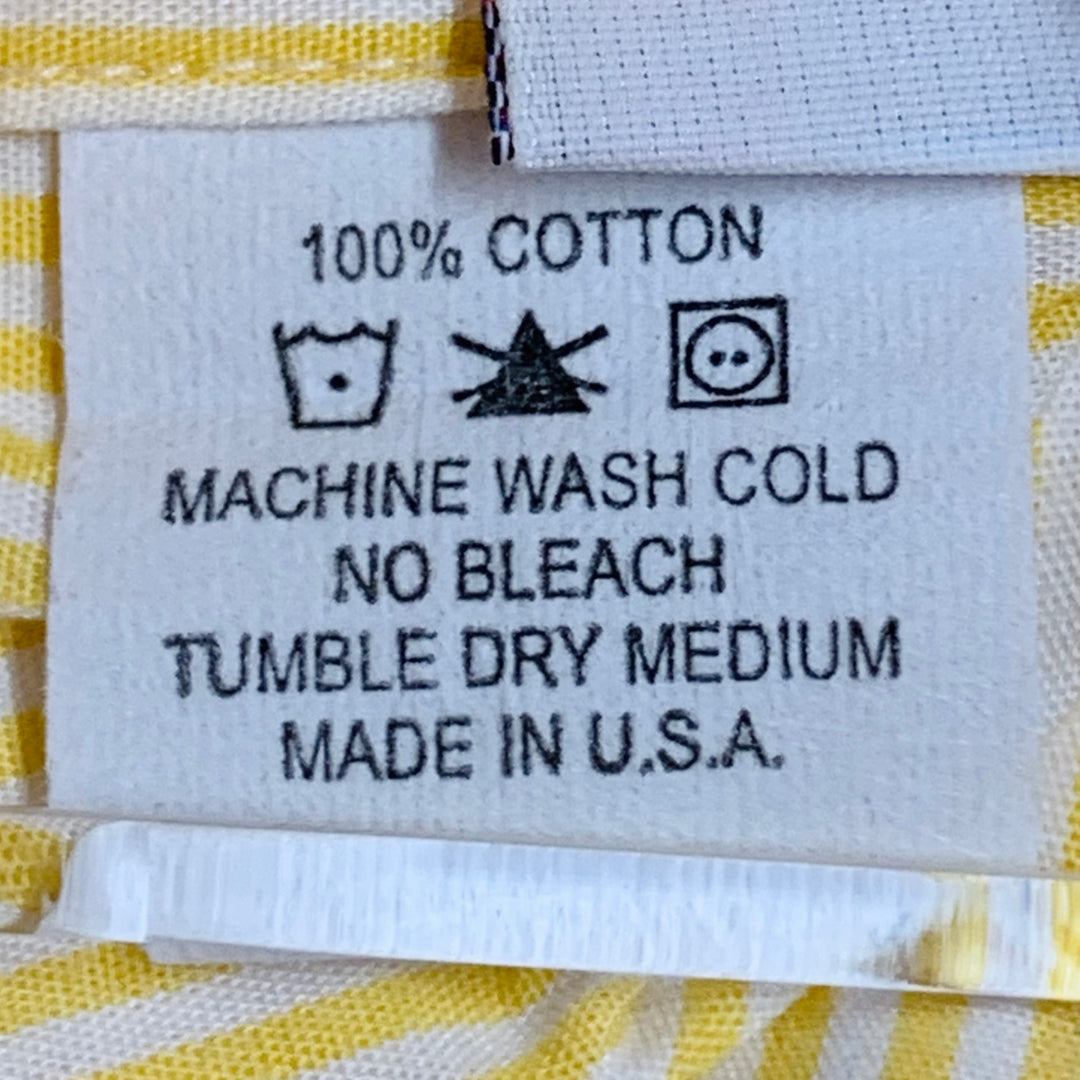 100% COTTON
MACHINE WASH COLD
NO BLEACH
TUMBLE DRY MEDIUM
MADE IN U.S.A.